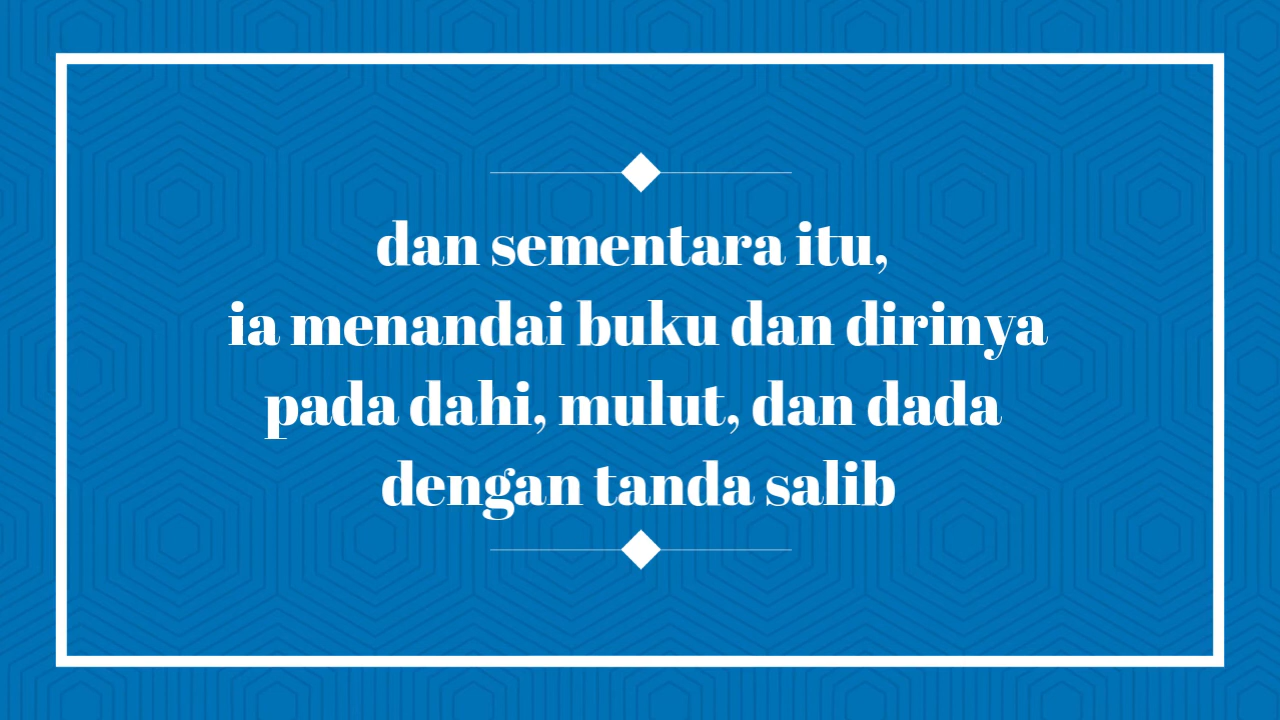 dan sementara itu,
ia menandai buku dan dirinya
pada dahi, mulut, dan dada
dengan tanda salib